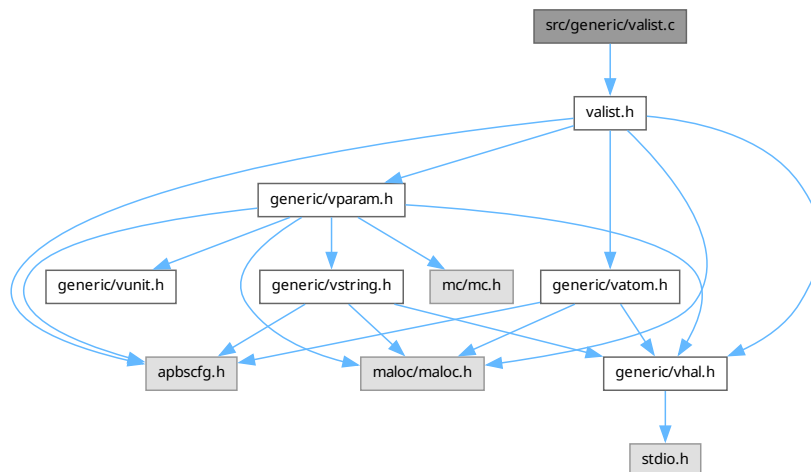 src/generic/valist.c
valist.h
generic/vparam.h
generic/vunit.h
generic/vstring.h
mc/mc.h
generic/vatom.h
apbscfg.h
maloc/maloc.h
generic/vhal.h
stdio.h